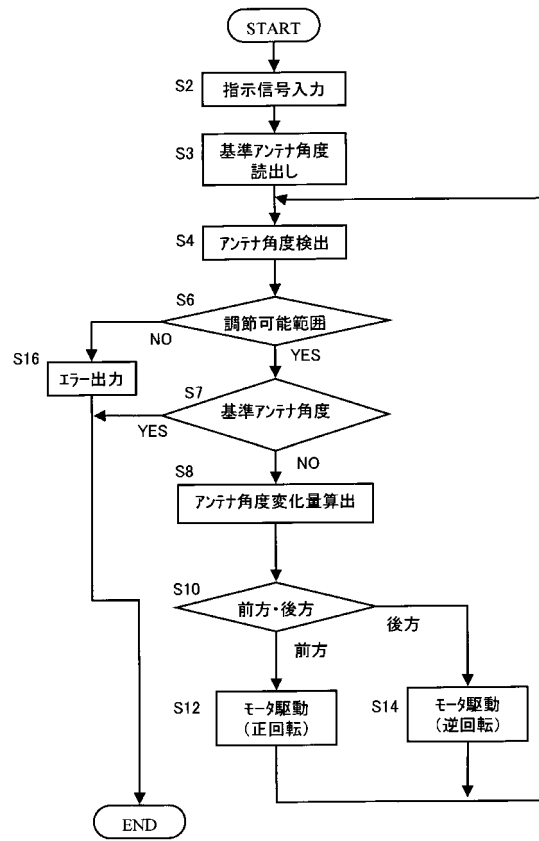 START
S2
指示信号入力
S3
基準アンテナ角度
読出し
S4
アンテナ角度検出
S6
調節可能範囲
NO
YES
S16
エラー出力
S7
基準アンテナ角度
YES
NO
S8
アンテナ角度変化量算出
S10
前方・後方
後方
前方
S12
モータ駆動
(正回転)
S14
モータ駆動
(逆回転)
END